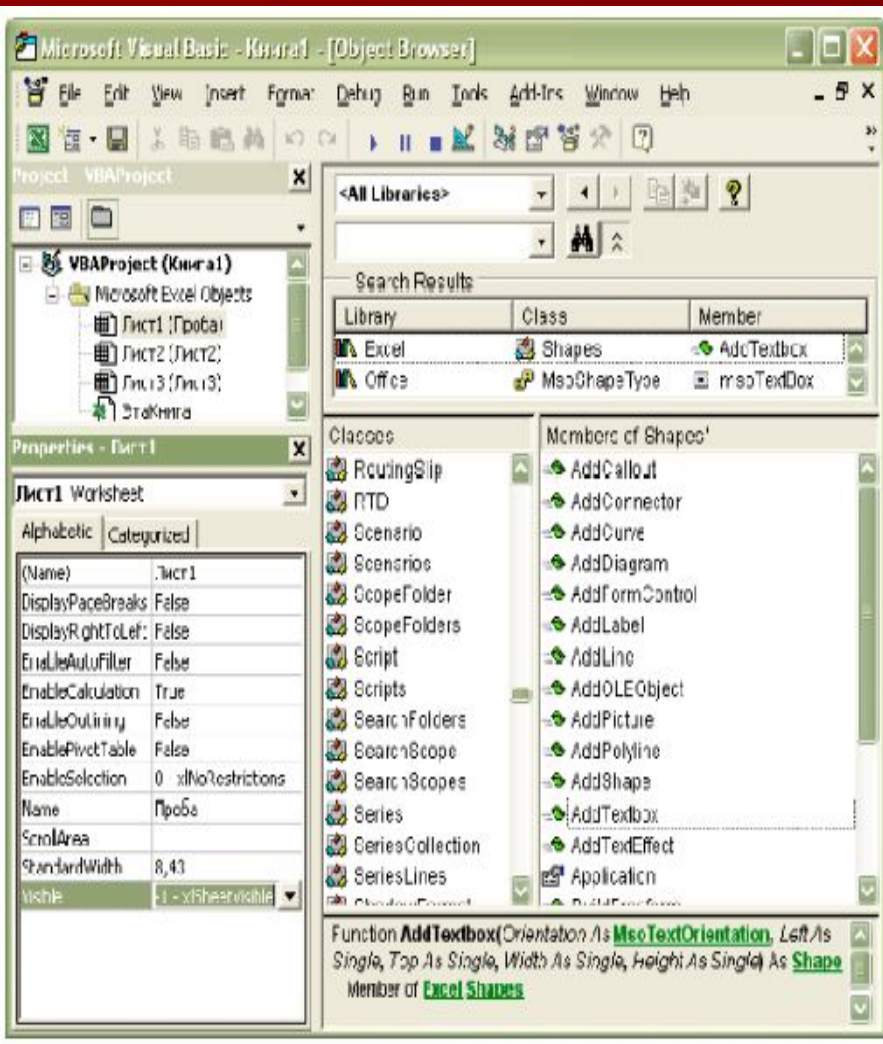 Microsoft Visual Basic - Книга1 - [Object Browser]
File Edit View Insert Format Debug Run Tools Add-Ins Window Help
Project - VBAProject
VBAProject (Книга1)
Microsoft Excel Objects
Лист1 (Проба)
Лист2 (Лист2)
Лист3 (Лист3)
ЭтаКнига
Properties - Лист1
Лист1 Worksheet
Alphabetic Categorized
(Name) Лист1
DisplayPageBreaks False
DisplayRightToLeft False
EnableAutoFilter False
EnableCalculation True
EnableOutlining False
EnablePivotTable False
EnableSelection 0 - xlNoRestrictions
Name Проба
ScrollArea
StandardWidth 8,43
Visible -1 - xlSheetVisible
<All Libraries>
Search Results
Library Class Member
Excel Shapes AddTextbox
Office MsoShapeType msoTextBox
Classes
RoutingSlip
RTD
Scenario
Scenarios
ScopeFolder
ScopeFolders
Script
Scripts
SearchFolders
SearchScope
SearchScopes
Series
SeriesCollection
SeriesLines
Members of 'Shapes'
AddCallout
AddConnector
AddCurve
AddDiagram
AddFormControl
AddLabel
AddLine
AddOLEObject
AddPicture
AddPolyline
AddShape
AddTextbox
AddTextEffect
Application
Function AddTextbox(Orientation As MsoTextOrientation, Left As
Single, Top As Single, Width As Single, Height As Single) As Shape
Member of Excel.Shapes